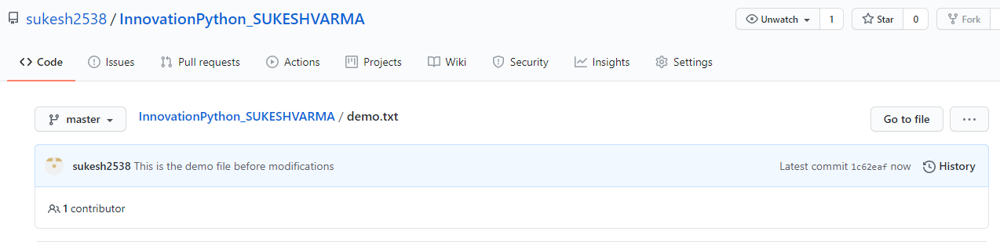 sukesh2538 / InnovationPython_SUKESHVARMA Unwatch 1 Star 0 Fork
Code Issues Pull requests Actions Projects Wiki Security Insights Settings
master InnovationPython_SUKESHVARMA / demo.txt Go to file ...
sukesh2538 This is the demo file before modifications Latest commit 1c62eaf now History
1 contributor